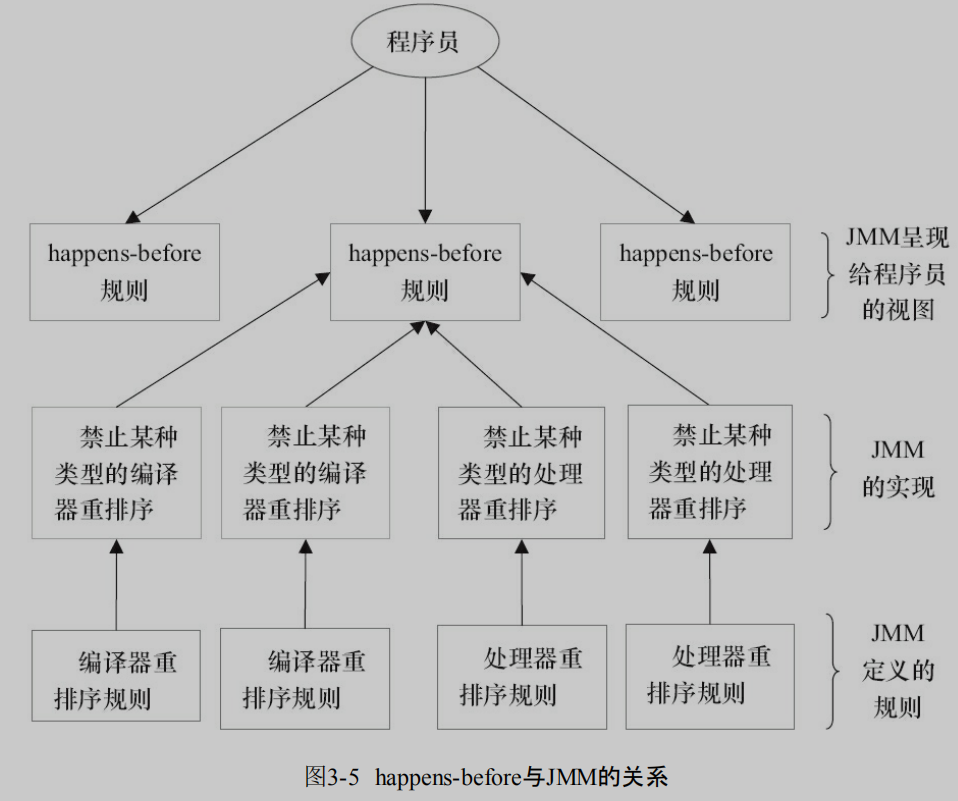 程序员
happens-before
规则
happens-before
规则
happens-before
规则
JMM呈现
给程序员
的视图
禁止某种
类型的编译
器重排序
禁止某种
类型的编译
器重排序
禁止某种
类型的处理
器重排序
禁止某种
类型的处理
器重排序
JMM
的实现
编译器重
排序规则
编译器重
排序规则
处理器重
排序规则
处理器重
排序规则
JMM
定义的
规则
图3-5 happens-before与JMM的关系